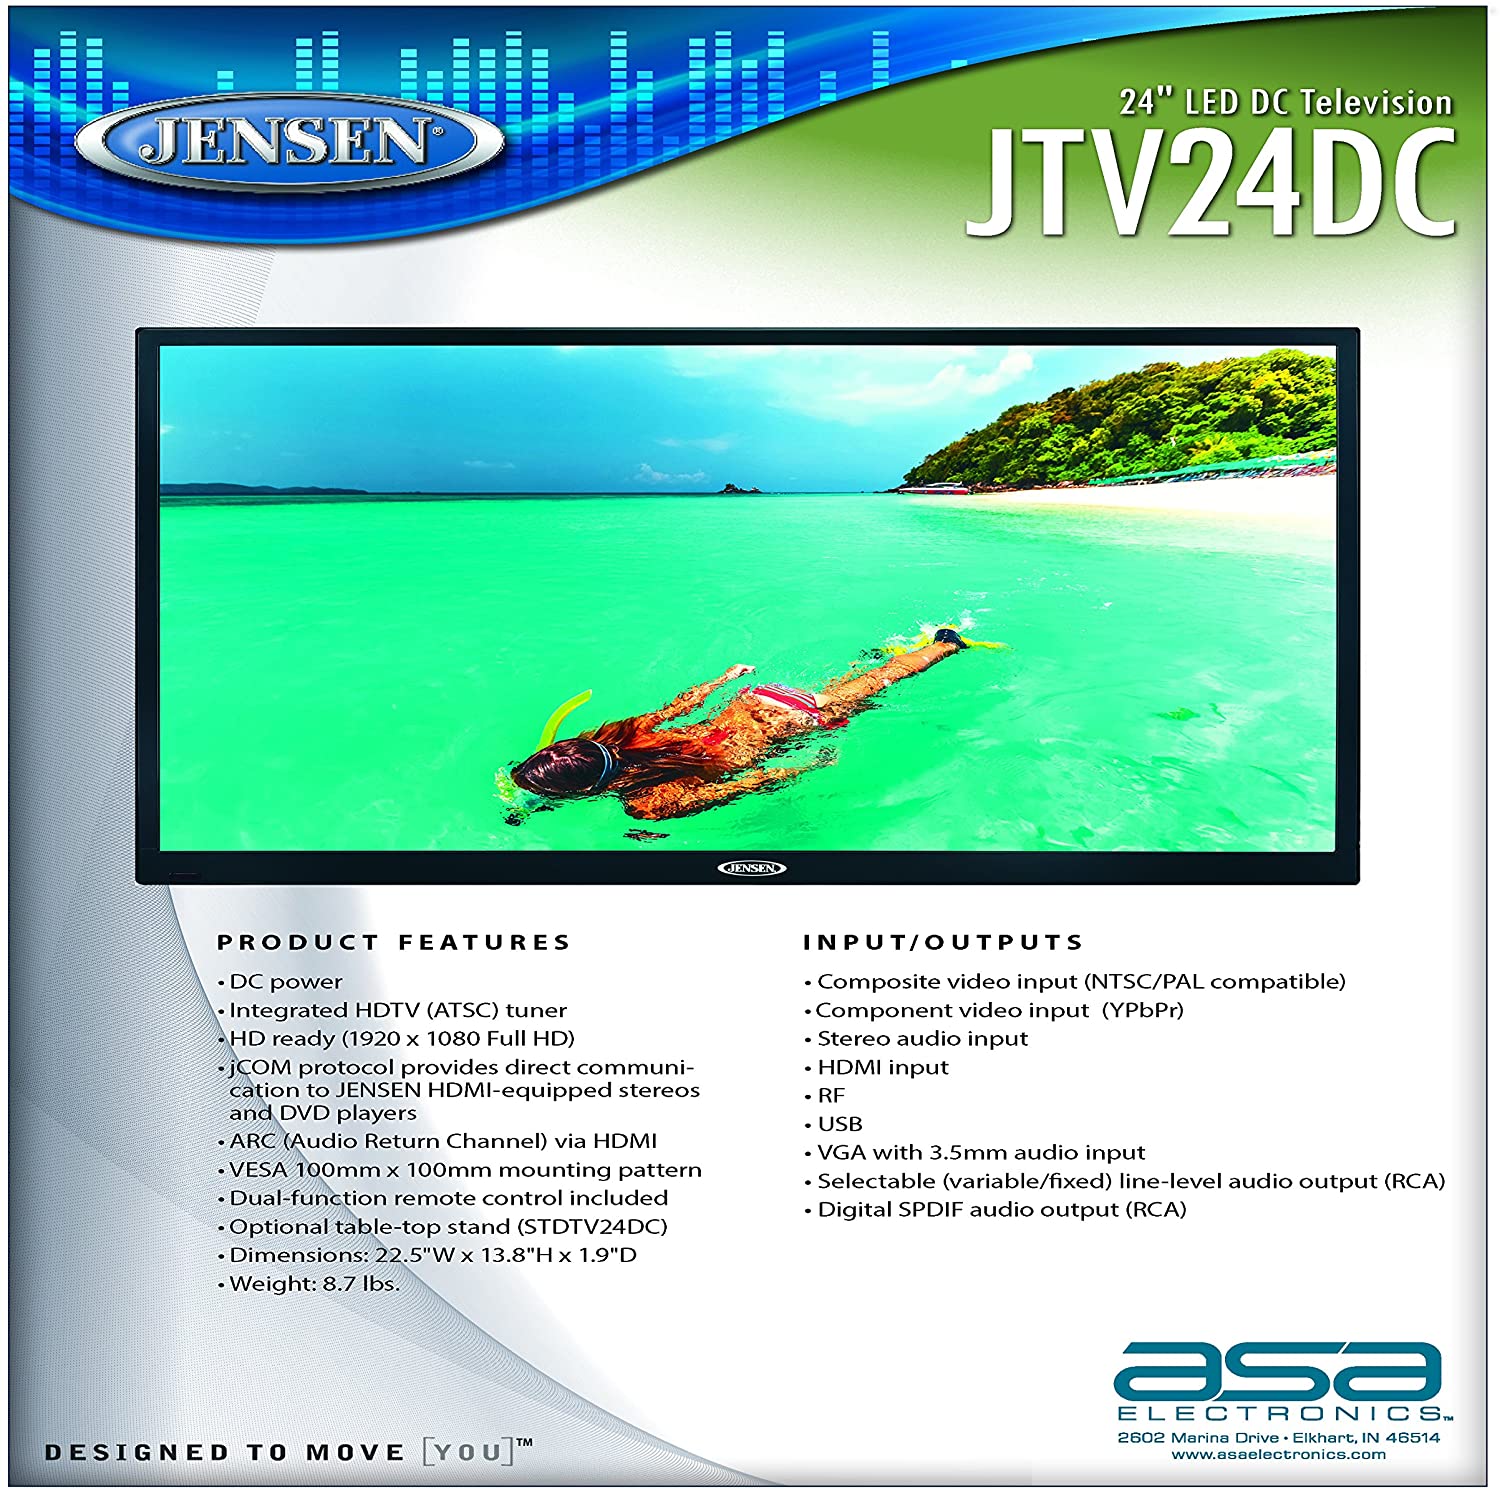 JENSEN®
24" LED DC Television
JTV24DC
JENSEN
PRODUCT FEATURES
• DC power
• Integrated HDTV (ATSC) tuner
• HD ready (1920 x 1080 Full HD)
• jCOM protocol provides direct communi-
cation to JENSEN HDMI-equipped stereos
and DVD players
• ARC (Audio Return Channel) via HDMI
• VESA 100mm x 100mm mounting pattern
• Dual-function remote control included
• Optional table-top stand (STDTV24DC)
• Dimensions: 22.5"W x 13.8"H x 1.9"D
• Weight: 8.7 lbs.
INPUT/OUTPUTS
• Composite video input (NTSC/PAL compatible)
• Component video input (YPbPr)
• Stereo audio input
• HDMI input
• RF
• USB
• VGA with 3.5mm audio input
• Selectable (variable/fixed) line-level audio output (RCA)
• Digital SPDIF audio output (RCA)
asa
ELECTRONICS™
2602 Marina Drive • Elkhart, IN 46514
www.asaelectronics.com
DESIGNED TO MOVE [YOU]™